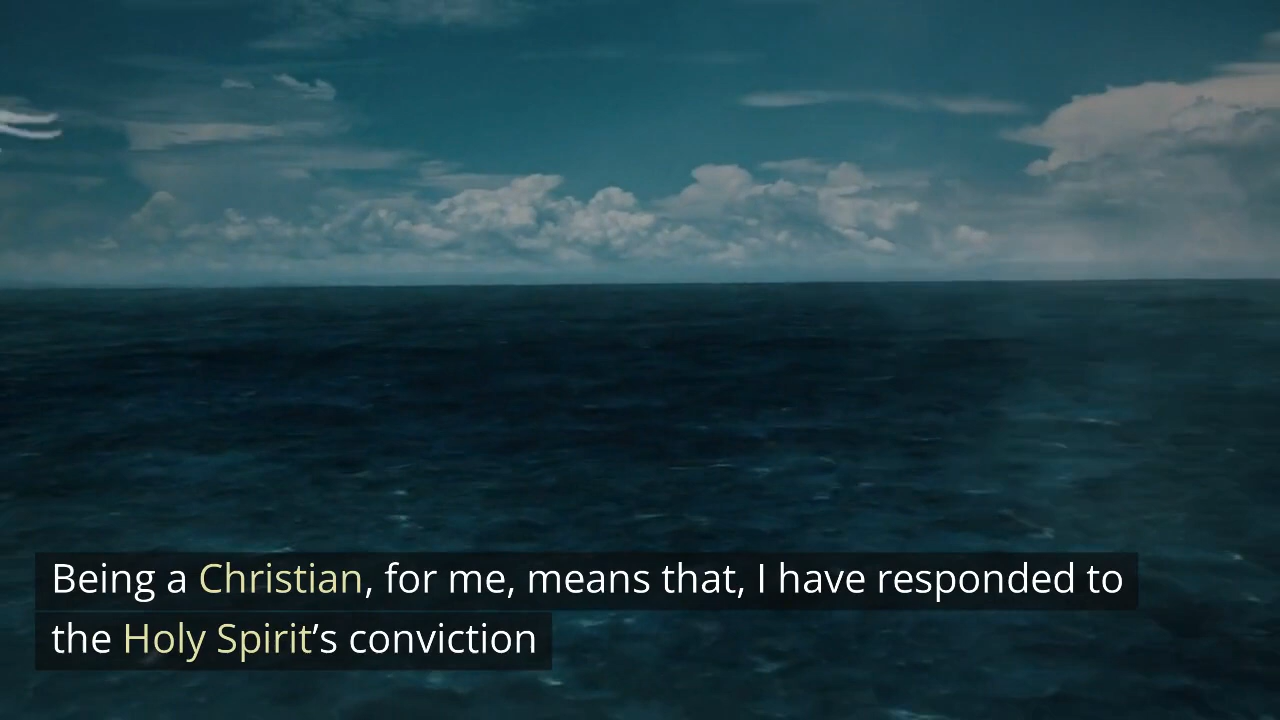 Being a Christian, for me, means that, I have responded to
the Holy Spirit’s conviction